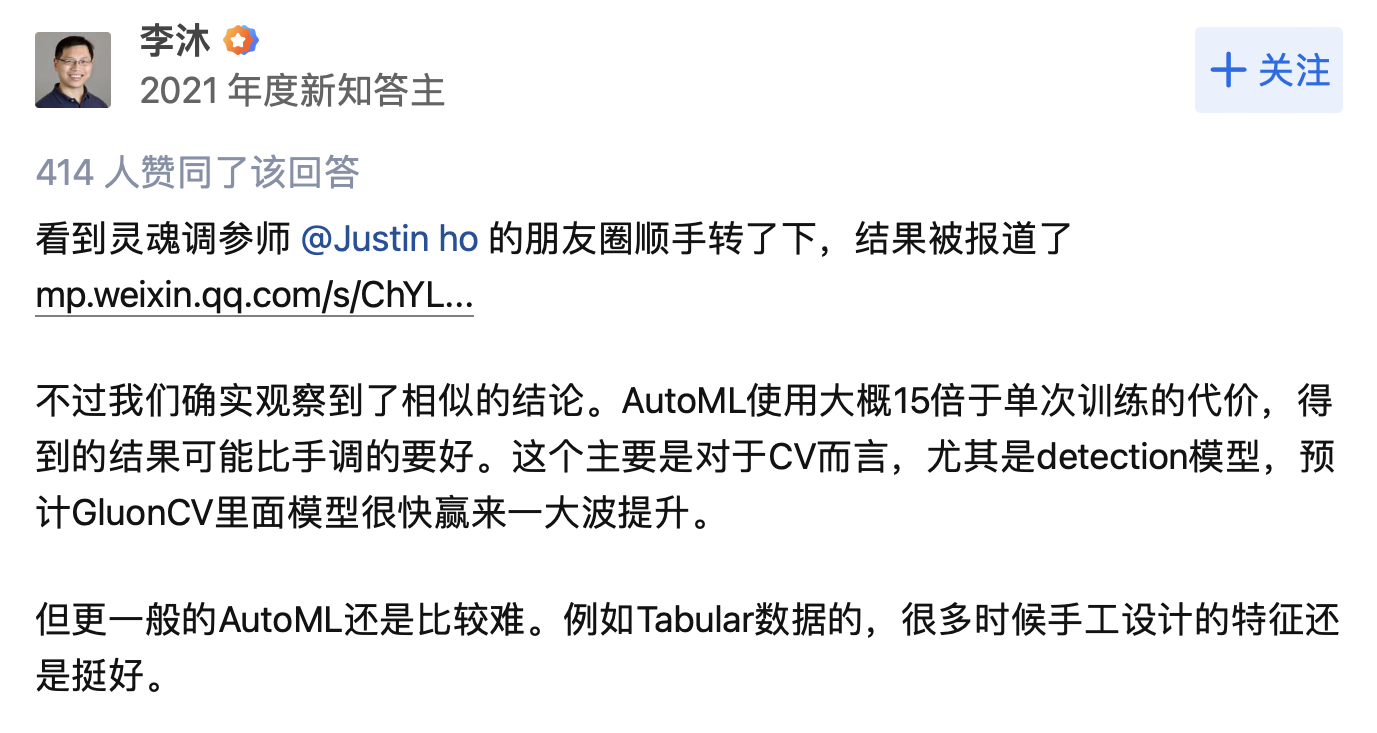 李沐
2021 年度新知答主
+ 关注
414 人赞同了该回答
看到灵魂调参师 @Justin ho 的朋友圈顺手转了下，结果被报道了
mp.weixin.qq.com/s/ChYL...
不过我们确实观察到了相似的结论。AutoML使用大概15倍于单次训练的代价，得
到的结果可能比手调的要好。这个主要是对于CV而言，尤其是detection模型，预
计GluonCV里面模型很快赢来一大波提升。
但更一般的AutoML还是比较难。例如Tabular数据的，很多时候手工设计的特征还
是挺好。